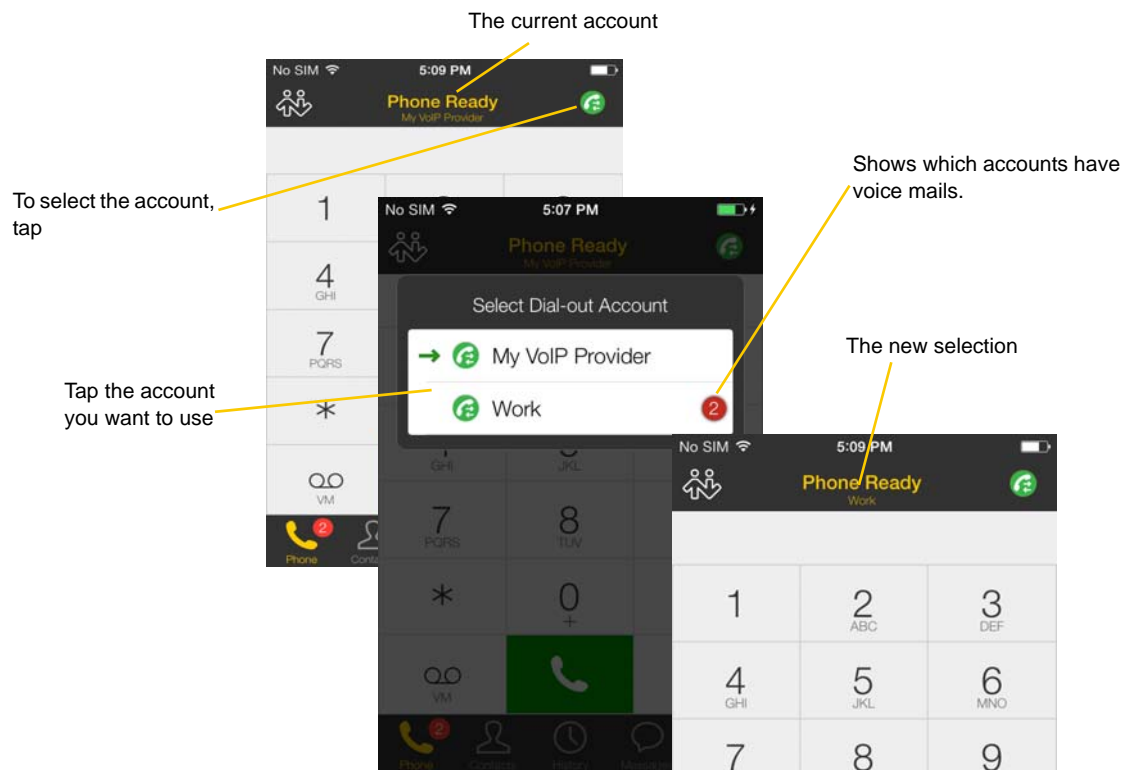 The current account
No SIM 5:09 PM
Phone Ready
My VoIP Provider
To select the account,
tap
1
4
GHI
7
PQRS
*
VM
2
Phone
Shows which accounts have
voice mails.
No SIM 5:07 PM
Phone Ready
My VoIP Provider
Select Dial-out Account
My VoIP Provider
Work 2
Tap the account
you want to use
GHI JKL
7 8
PQRS TUV
* 0
+
VM
2
Phone Contacts History Messages
The new selection
No SIM 5:09 PM
Phone Ready
Work
1 2 3
ABC DEF
4 5 6
GHI JKL MNO
7 8 9